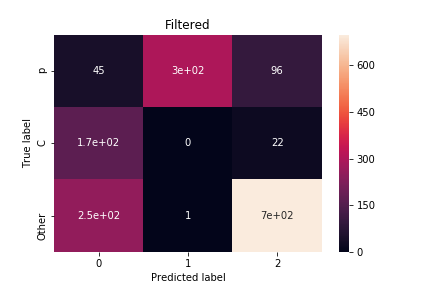 Filtered
p 45 3e+02 96
C 1.7e+02 0 22
Other 2.5e+02 1 7e+02
0 1 2
Predicted label
True label
600
450
300
150
0